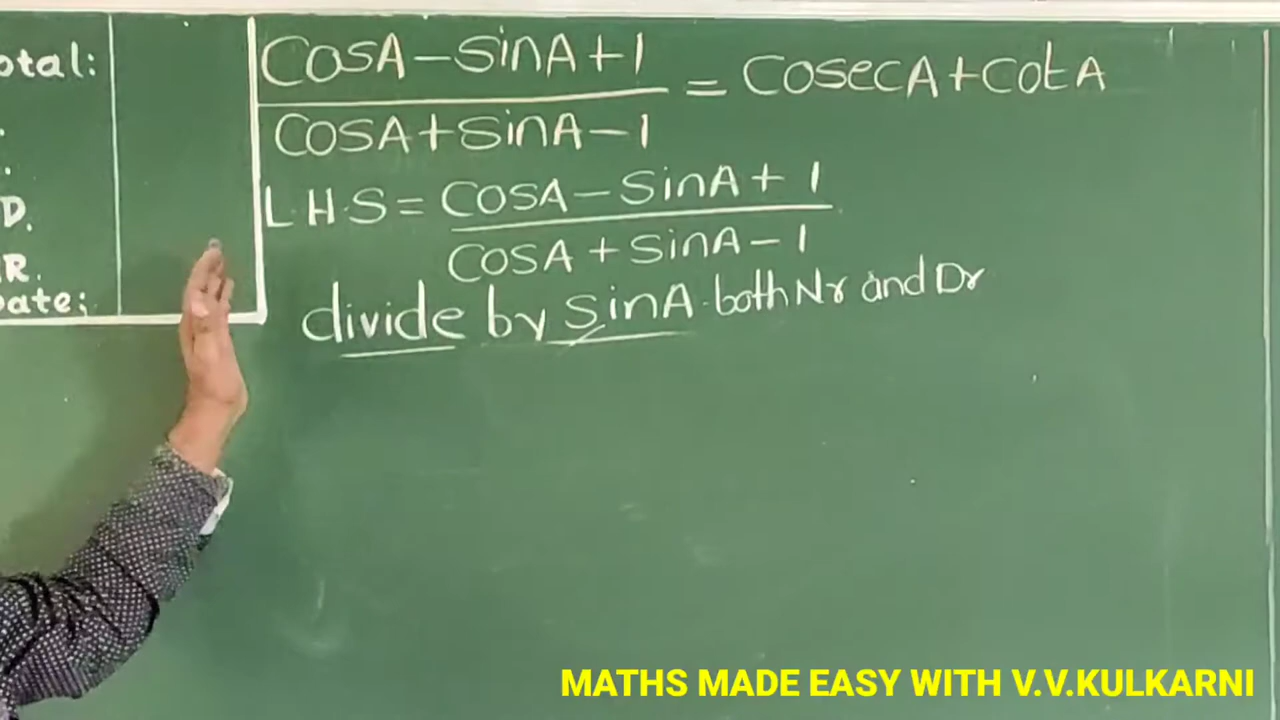 otal:
D.
R.
ate:
CosA-sinA+1
= CosecA+CotA
CosA+sinA-1
L.H.S = CosA-SinA+1
CosA+sinA-1
divide by sinA. both Nr and Dr
MATHS MADE EASY WITH V.V.KULKARNI